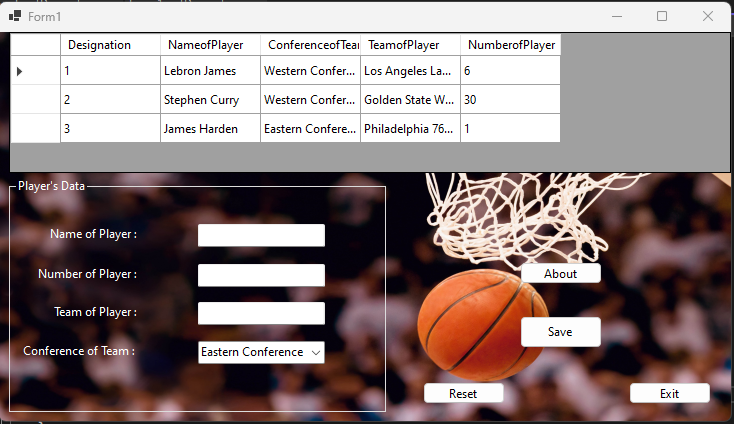 Form1
Designation NameofPlayer ConferenceofTear TeamofPlayer NumberofPlayer
1 Lebron James Western Confer... Los Angeles La... 6
2 Stephen Curry Western Confer... Golden State W... 30
3 James Harden Eastern Confere... Philadelphia 76... 1
Player's Data
Name of Player :
Number of Player :
Team of Player :
Conference of Team :
Eastern Conference
About
Save
Reset
Exit